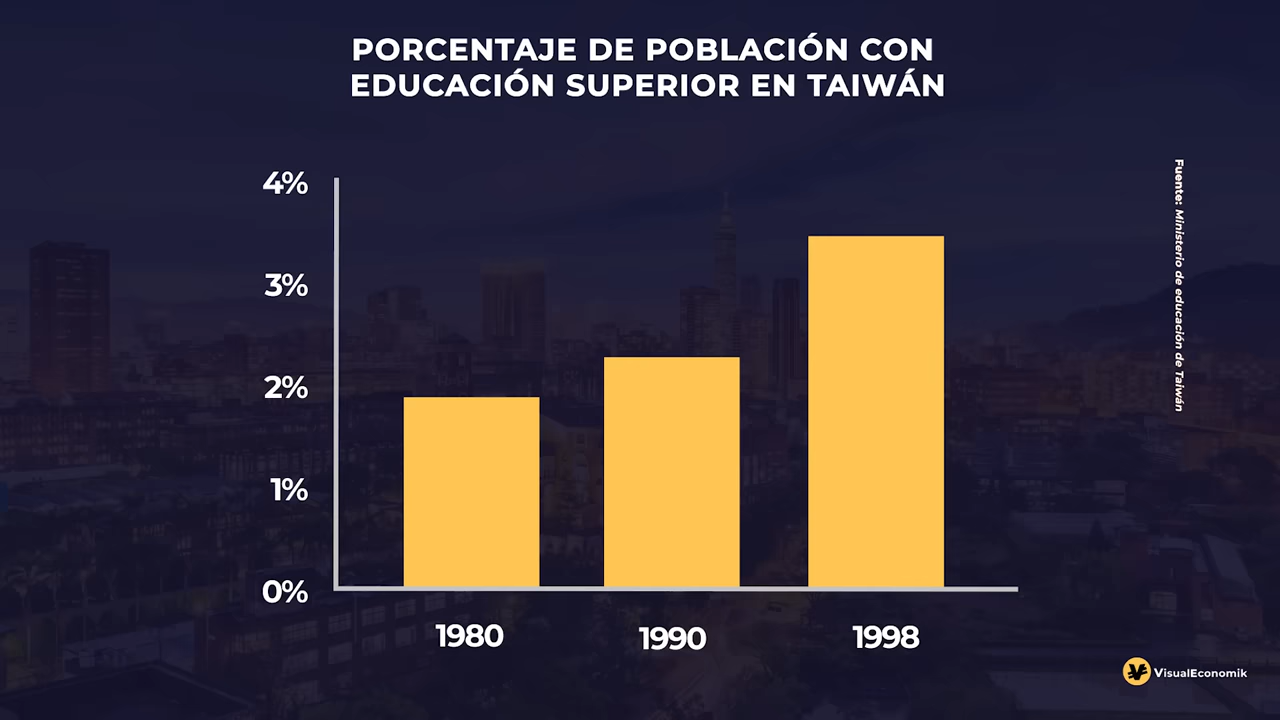 PORCENTAJE DE POBLACIÓN CON
EDUCACIÓN SUPERIOR EN TAIWÁN
4%
3%
2%
1%
0%
1980
1990
1998
Fuente: Ministerio de educación de Taiwán
VisualEconomik